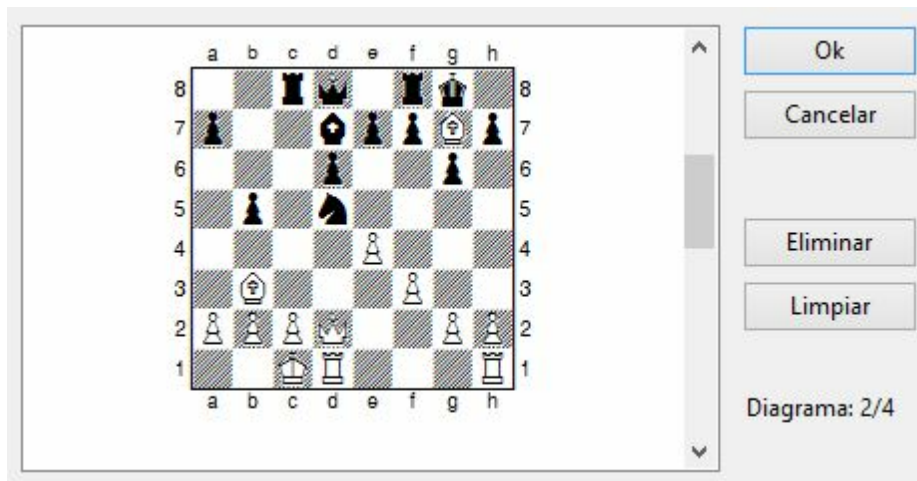 a b c d e f g h
8 8
7 7
6 6
5 5
4 4
3 3
2 2
1 1
a b c d e f g h
Ok
Cancelar
Eliminar
Limpiar
Diagrama: 2/4